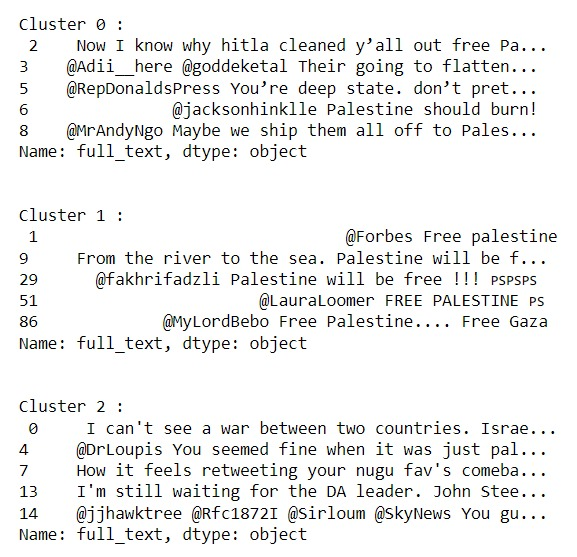 Cluster 0 :
2 Now I know why hitla cleaned y’all out free Pa...
3 @Adii__here @goddeketal Their going to flatten...
5 @RepDonaldsPress You’re deep state. don’t pret...
6 @jacksonhinklle Palestine should burn!
8 @MrAndyNgo Maybe we ship them all off to Pales...
Name: full_text, dtype: object
Cluster 1 :
1 @Forbes Free palestine
9 From the river to the sea. Palestine will be f...
29 @fakhrifadzli Palestine will be free !!! PSPSPS
51 @LauraLoomer FREE PALESTINE PS
86 @MyLordBebo Free Palestine.... Free Gaza
Name: full_text, dtype: object
Cluster 2 :
0 I can't see a war between two countries. Israe...
4 @DrLoupis You seemed fine when it was just pal...
7 How it feels retweeting your nugu fav's comeba...
13 I'm still waiting for the DA leader. John Stee...
14 @jjhawktree @Rfc1872I @Sirloum @SkyNews You gu...
Name: full_text, dtype: object